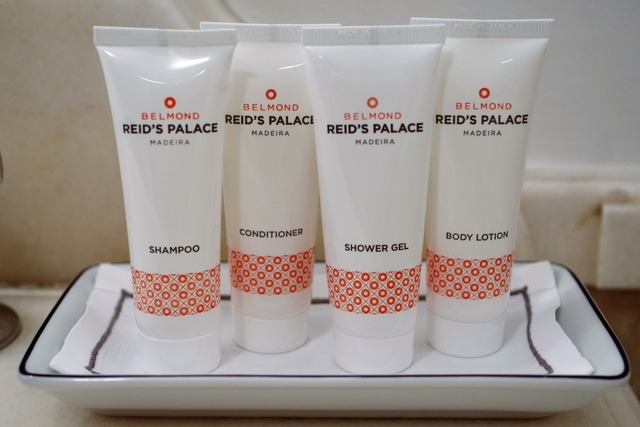 BELMOND
REID'S PALACE
MADEIRA
SHAMPOO
BELMOND
REID'S PALACE
MADEIRA
CONDITIONER
BELMOND
REID'S PALACE
MADEIRA
SHOWER GEL
BELMOND
REID'S PALACE
MADEIRA
BODY LOTION